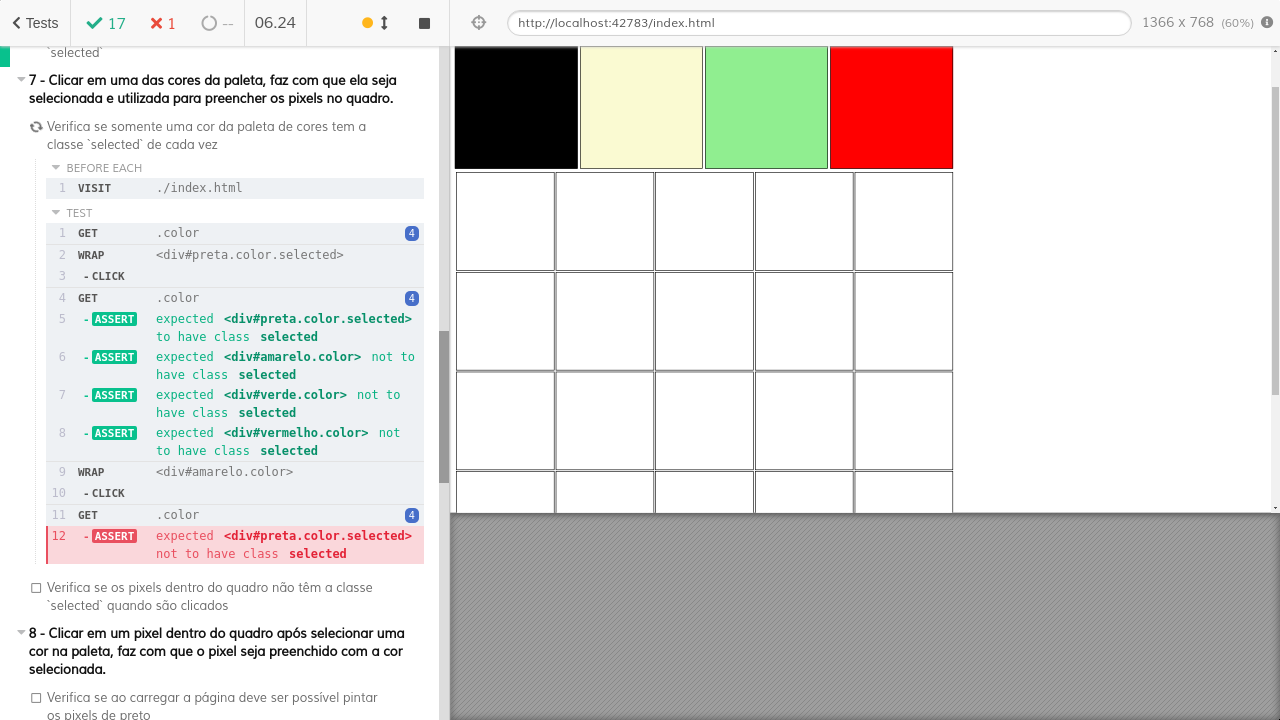 Tests 17 1 -- 06.24 http://localhost:42783/index.html 1366 x 768 (60%)
`selected`
7 - Clicar em uma das cores da paleta, faz com que ela seja
selecionada e utilizada para preencher os pixels no quadro.
Verifica se somente uma cor da paleta de cores tem a
classe `selected` de cada vez
BEFORE EACH
1 VISIT ./index.html
TEST
1 GET .color 4
2 WRAP <div#preta.color.selected>
3 - CLICK
4 GET .color 4
5 - ASSERT expected <div#preta.color.selected>
to have class selected
6 - ASSERT expected <div#amarelo.color> not to
have class selected
7 - ASSERT expected <div#verde.color> not to
have class selected
8 - ASSERT expected <div#vermelho.color> not
to have class selected
9 WRAP <div#amarelo.color>
10 - CLICK
11 GET .color 4
12 - ASSERT expected <div#preta.color.selected>
not to have class selected
Verifica se os pixels dentro do quadro não têm a classe
`selected` quando são clicados
8 - Clicar em um pixel dentro do quadro após selecionar uma
cor na paleta, faz com que o pixel seja preenchido com a cor
selecionada.
Verifica se ao carregar a página deve ser possível pintar
os pixels de preto